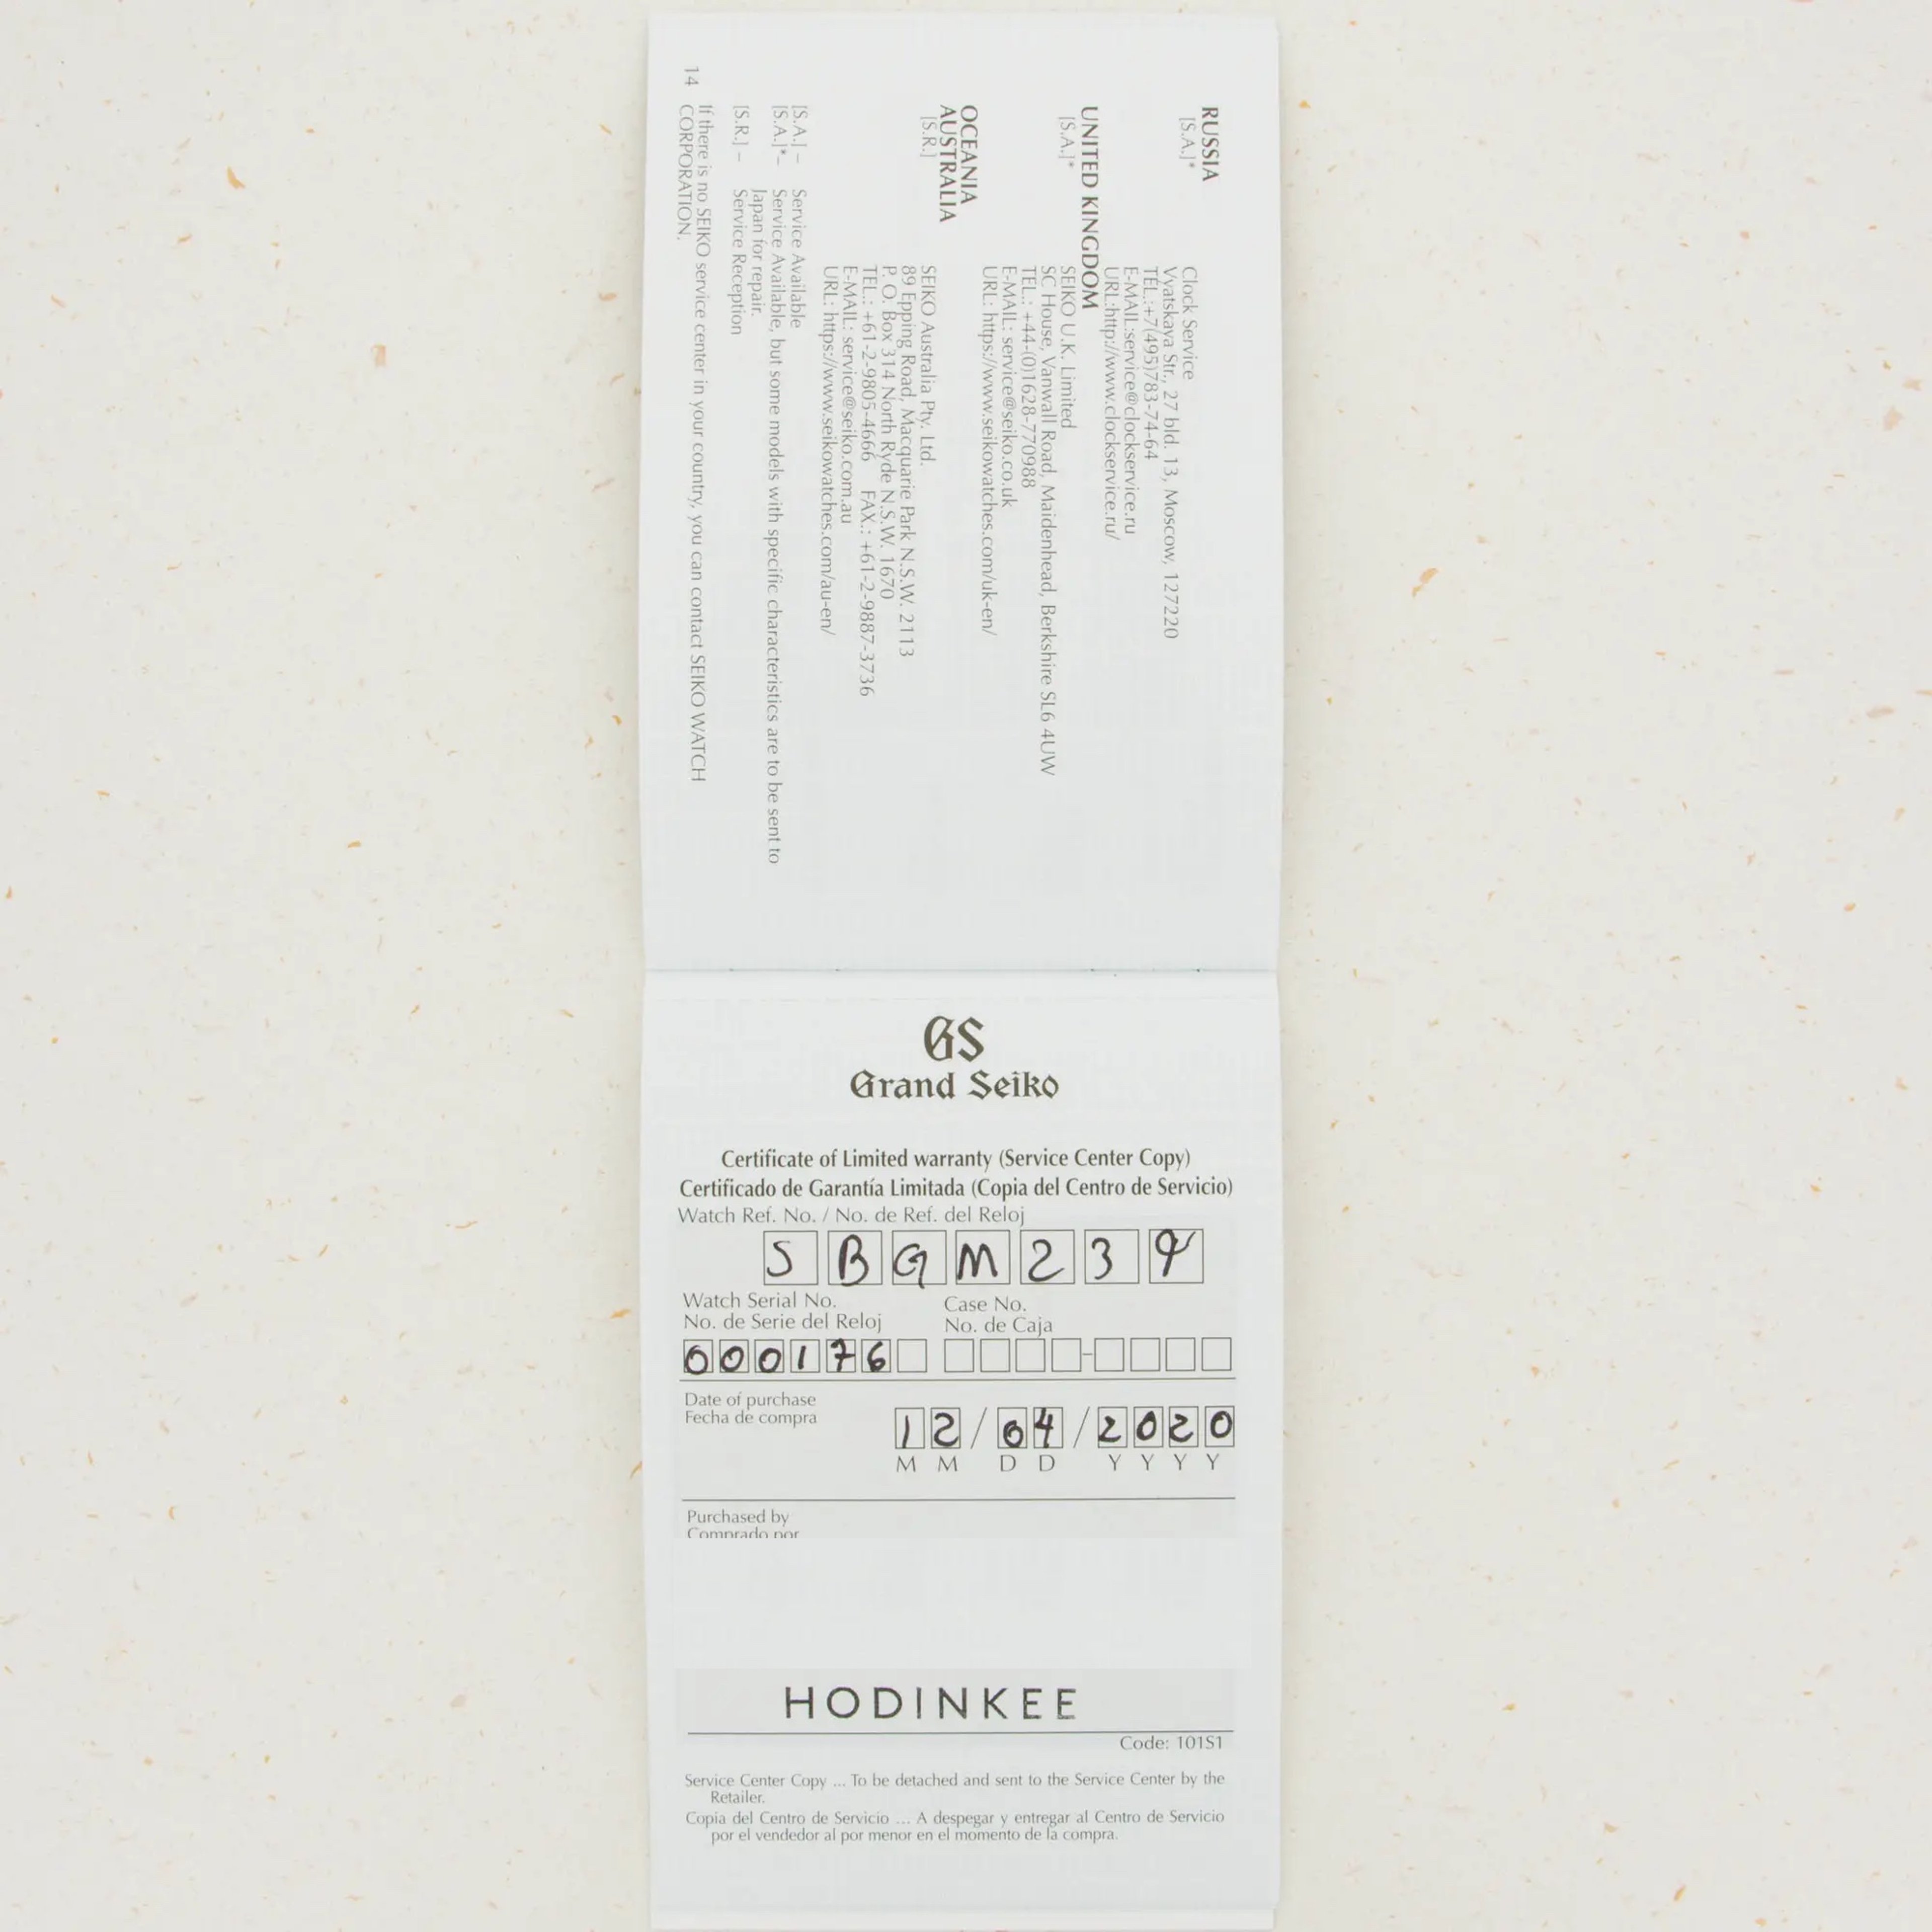 RUSSIA
[S.A.]*
Clock Service
Vyatskaya Str., 27 bld. 13, Moscow, 127220
TEL.:+7(495)783-74-64
E-MAIL:service@clockservice.ru
URL:http://www.clockservice.ru/
UNITED KINGDOM
[S.A.]*
SEIKO U.K. Limited
SC House, Vanwall Road, Maidenhead, Berkshire SL6 4UW
TEL.: +44-(0)1628-770988
E-MAIL: service@seiko.co.uk
URL: https://www.seikowatches.com/uk-en/
OCEANIA
AUSTRALIA
[S.R.]
SEIKO Australia Pty. Ltd.
89 Epping Road, Macquarie Park N.S.W. 2113
P. O. Box 314 North Ryde N.S.W. 1670
TEL.: +61-2-9805-4666 FAX.: +61-2-9887-3736
E-MAIL: service@seiko.com.au
URL: https://www.seikowatches.com/au-en/
[S.A.] – Service Available
[S.A.]*– Service Available, but some models with specific characteristics are to be sent to
Japan for repair.
[S.R.] – Service Reception
If there is no SEIKO service center in your country, you can contact SEIKO WATCH
CORPORATION.
14
GS
Grand Seiko
Certificate of Limited warranty (Service Center Copy)
Certificado de Garantía Limitada (Copia del Centro de Servicio)
Watch Ref. No. / No. de Ref. del Reloj
SBGM239
Watch Serial No. Case No.
No. de Serie del Reloj No. de Caja
000176 -
Date of purchase
Fecha de compra
12/04/2020
M M D D Y Y Y Y
Purchased by
Comprado por
HODINKEE
Code: 101S1
Service Center Copy ... To be detached and sent to the Service Center by the
Retailer.
Copia del Centro de Servicio ... A despegar y entregar al Centro de Servicio
por el vendedor al por menor en el momento de la compra.